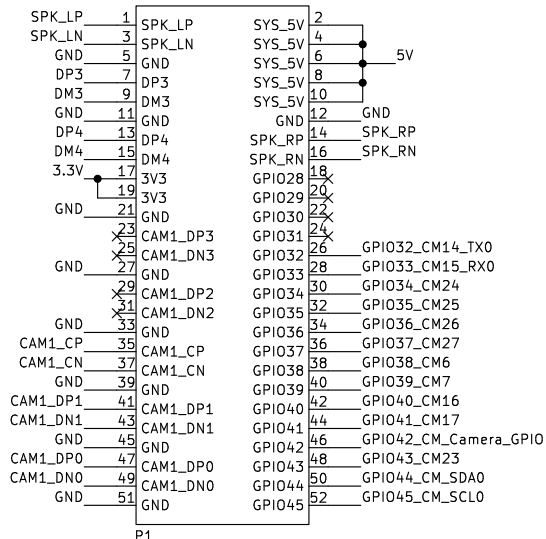 SPK_LP 1 SPK_LP SYS_5V 2
SPK_LN 3 SPK_LN SYS_5V 4
GND 5 GND SYS_5V 6 5V
DP3 7 DP3 SYS_5V 8
DM3 9 DM3 SYS_5V 10
GND 11 GND GND 12 GND
DP4 13 DP4 SPK_RP 14 SPK_RP
DM4 15 DM4 SPK_RN 16 SPK_RN
3.3V 17 3V3 GPIO28 18
19 3V3 GPIO29 20
GND 21 GND GPIO30 22
23 CAM1_DP3 GPIO31 24
25 CAM1_DN3 GPIO32 26 GPIO32_CM14_TX0
GND 27 GND GPIO33 28 GPIO33_CM15_RX0
29 CAM1_DP2 GPIO34 30 GPIO34_CM24
31 CAM1_DN2 GPIO35 32 GPIO35_CM25
GND 33 GND GPIO36 34 GPIO36_CM26
CAM1_CP 35 CAM1_CP GPIO37 36 GPIO37_CM27
CAM1_CN 37 CAM1_CN GPIO38 38 GPIO38_CM6
GND 39 GND GPIO39 40 GPIO39_CM7
CAM1_DP1 41 CAM1_DP1 GPIO40 42 GPIO40_CM16
CAM1_DN1 43 CAM1_DN1 GPIO41 44 GPIO41_CM17
GND 45 GND GPIO42 46 GPIO42_CM_Camera_GPIO
CAM1_DP0 47 CAM1_DP0 GPIO43 48 GPIO43_CM23
CAM1_DN0 49 CAM1_DN0 GPIO44 50 GPIO44_CM_SDA0
GND 51 GND GPIO45 52 GPIO45_CM_SCL0
P1